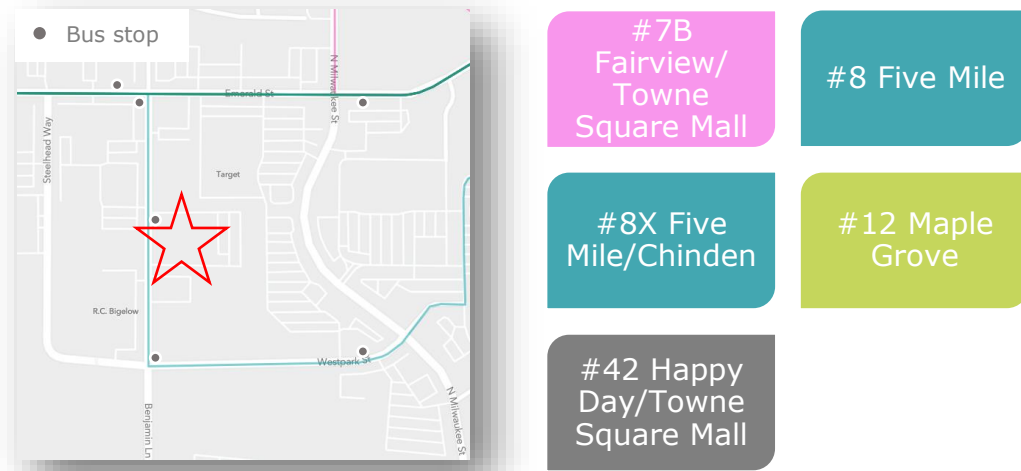 Bus stop
N Milwaukee St
Emerald St
Steelhead Way
Target
R.C. Bigelow
Westpark St
Benjamin Ln
N Milwaukee St
#7B
Fairview/
Towne
Square Mall
#8 Five Mile
#8X Five
Mile/Chinden
#12 Maple
Grove
#42 Happy
Day/Towne
Square Mall